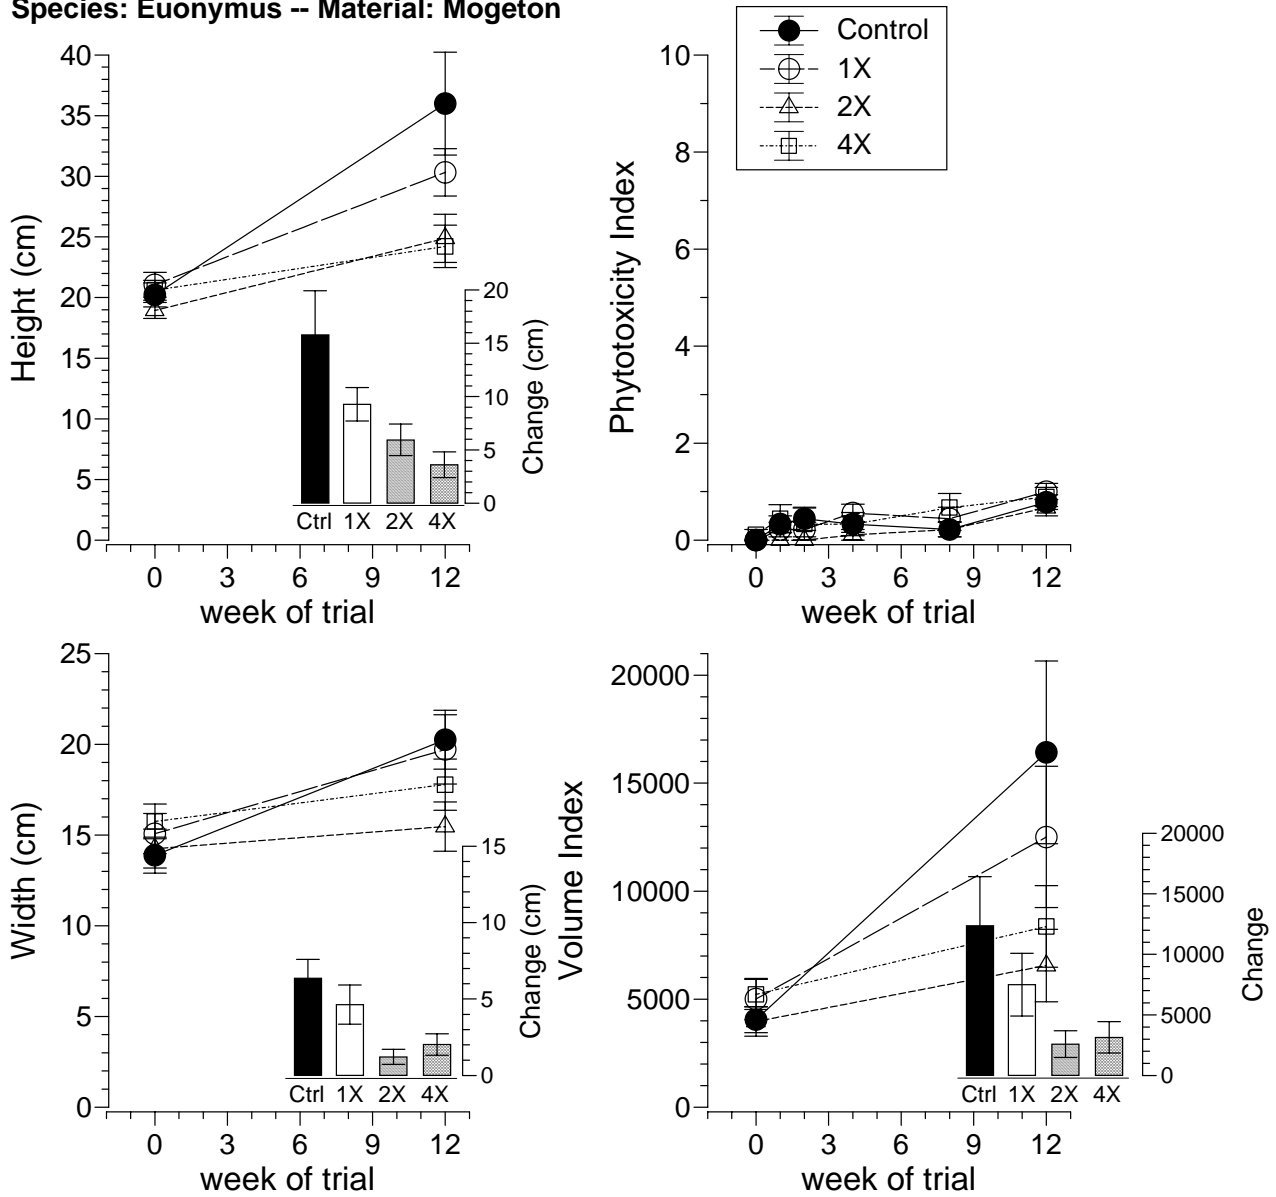 Species: Euonymus -- Material: Mogeton
Control
1X
2X
4X
40
35
30
25
20
15
10
5
0
Height (cm)
20
15
10
5
0
Change (cm)
Ctrl 1X 2X 4X
0 3 6 9 12
week of trial
10
8
6
4
2
0
Phytotoxicity Index
0 3 6 9 12
week of trial
25
20
15
10
5
0
Width (cm)
15
10
5
0
Change (cm)
Ctrl 1X 2X 4X
0 3 6 9 12
week of trial
20000
15000
10000
5000
0
Volume Index
20000
15000
10000
5000
0
Change
Ctrl 1X 2X 4X
0 3 6 9 12
week of trial